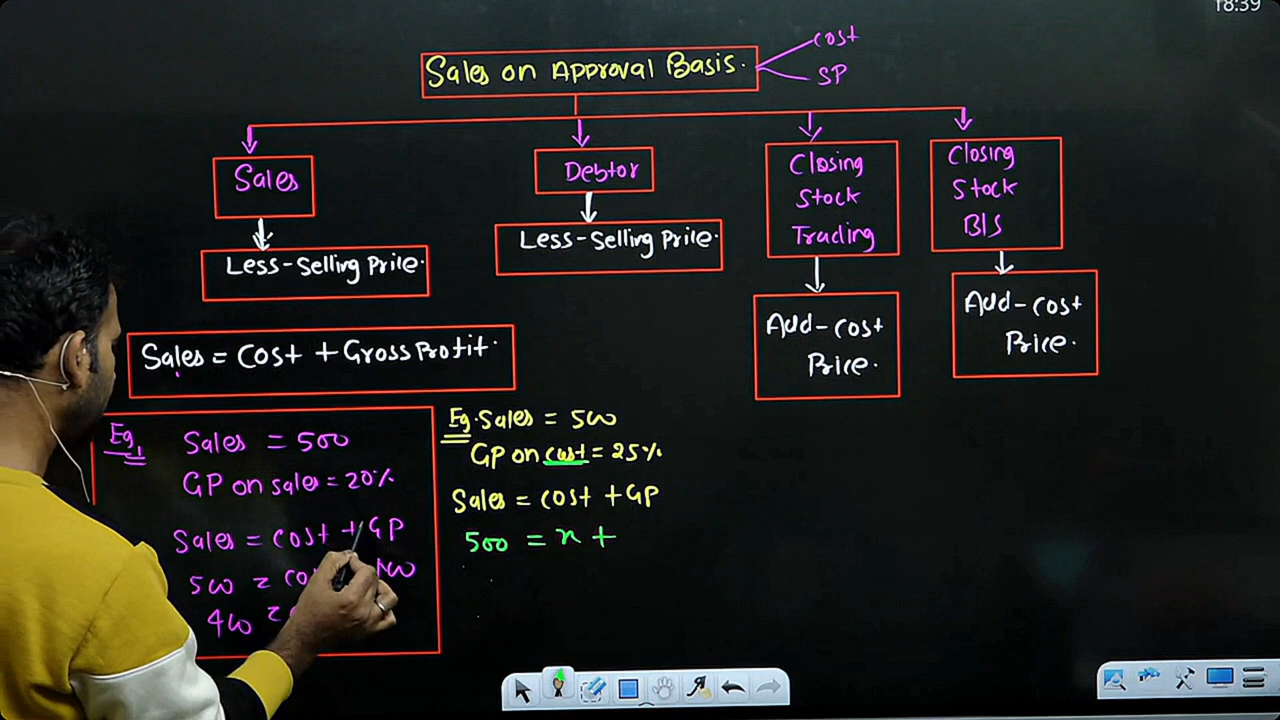 18:39
Sales on Approval Basis.
Cost
SP
Sales
Less-Selling Price.
Debtor
Less-Selling Price.
Closing
Stock
Trading
Add-Cost
Price.
Closing
Stock
B/S
Add-Cost
Price.
Sales = Cost + Gross Profit.
Eg1
Sales = 500
GP on sales = 20%
Sales = Cost + GP
500 =
400 =
Eg. Sales = 500
GP on cost = 25%
Sales = Cost + GP
500 = x +